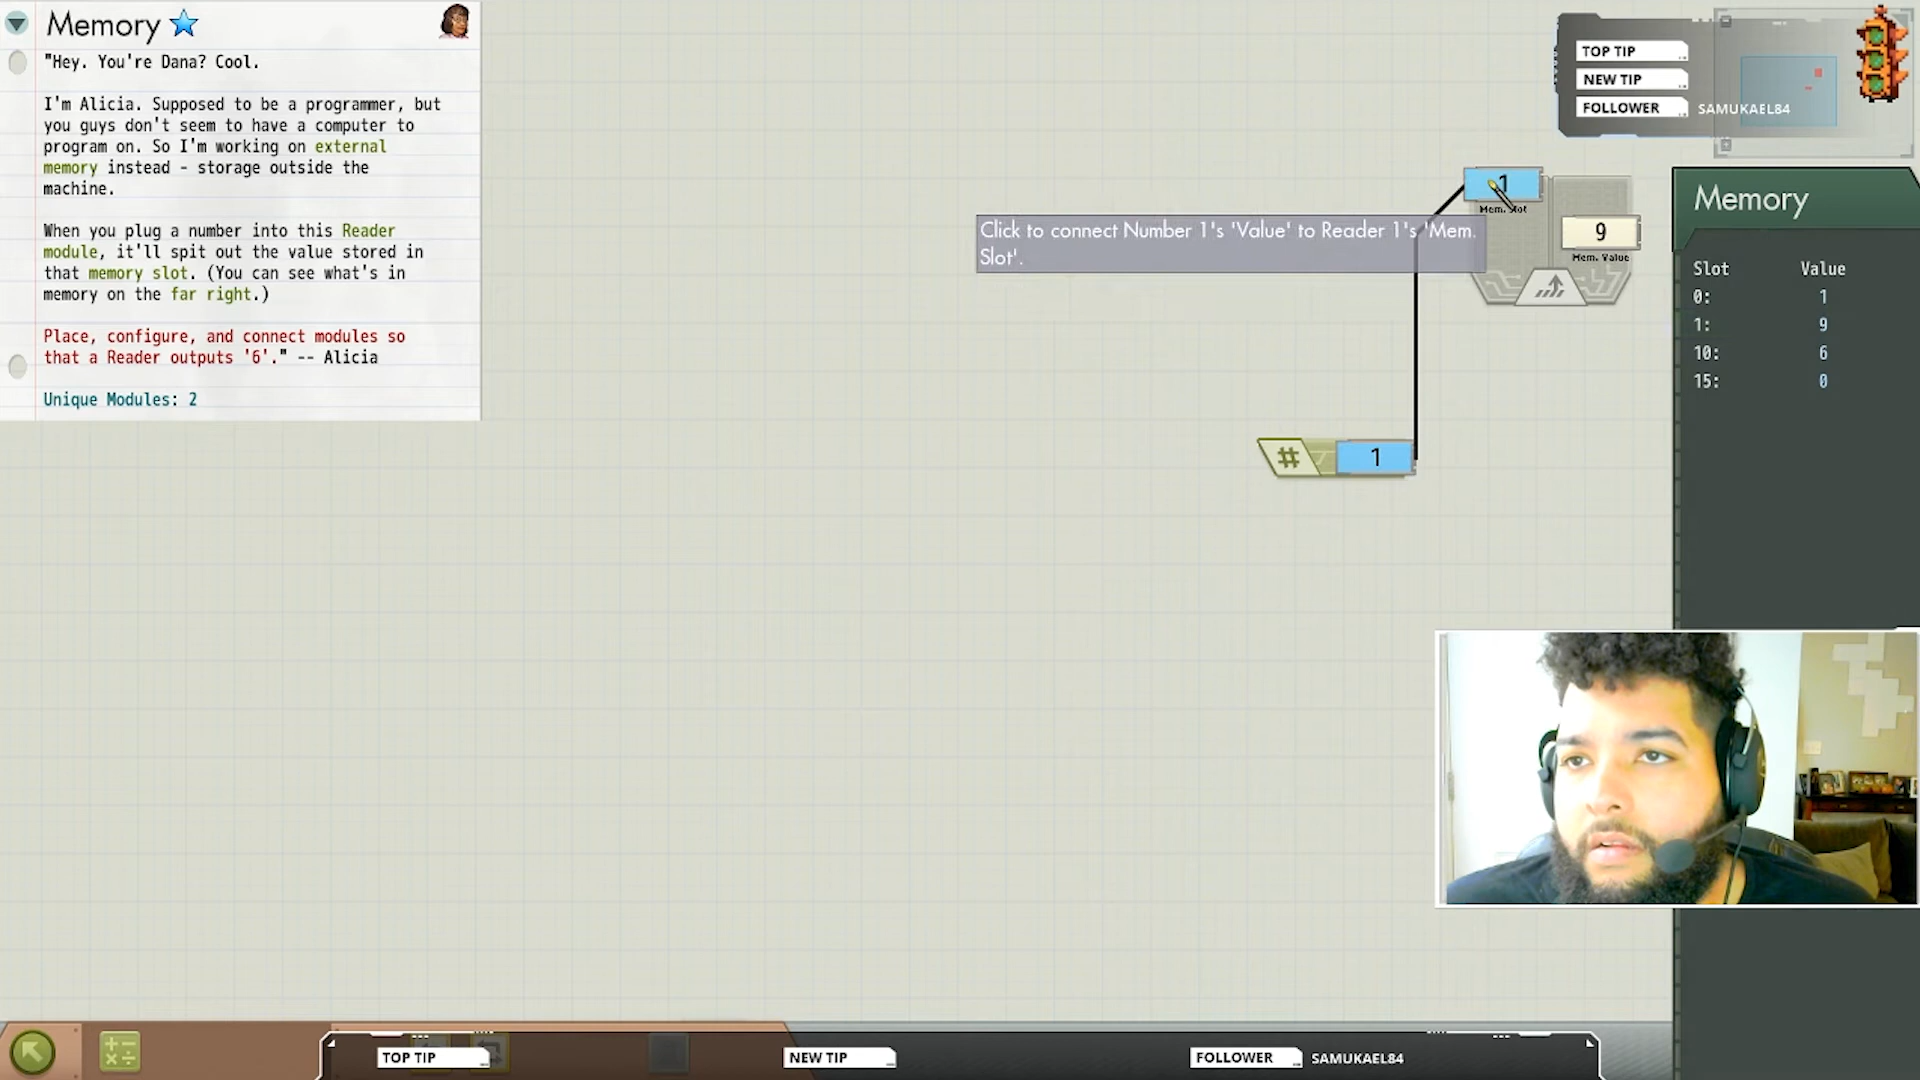 Memory
"Hey. You're Dana? Cool.
I'm Alicia. Supposed to be a programmer, but
you guys don't seem to have a computer to
program on. So I'm working on external
memory instead - storage outside the
machine.
When you plug a number into this Reader
module, it'll spit out the value stored in
that memory slot. (You can see what's in
memory on the far right.)
Place, configure, and connect modules so
that a Reader outputs '6'." -- Alicia
Unique Modules: 2
TOP TIP
NEW TIP
FOLLOWER SAMUKAEL84
1
Mem. Slot
9
Mem. Value
Click to connect Number 1's 'Value' to Reader 1's 'Mem.
Slot'.
# 1
Memory
Slot Value
0: 1
1: 9
10: 6
15: 0
TOP TIP NEW TIP FOLLOWER SAMUKAEL84